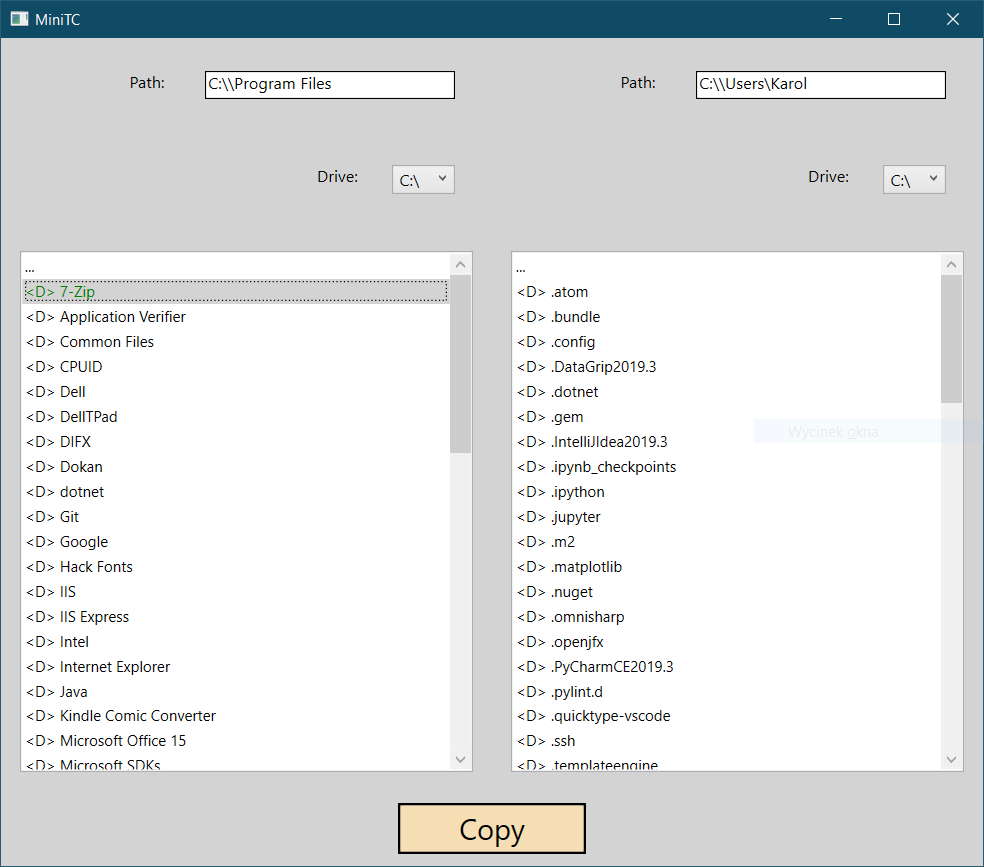 MiniTC
Path:
C:\\Program Files
Path:
C:\\Users\Karol
Drive:
C:\
Drive:
C:\
...
<D> 7-Zip
<D> Application Verifier
<D> Common Files
<D> CPUID
<D> Dell
<D> DellTPad
<D> DIFX
<D> Dokan
<D> dotnet
<D> Git
<D> Google
<D> Hack Fonts
<D> IIS
<D> IIS Express
<D> Intel
<D> Internet Explorer
<D> Java
<D> Kindle Comic Converter
<D> Microsoft Office 15
<D> Microsoft SDKs
...
<D> .atom
<D> .bundle
<D> .config
<D> .DataGrip2019.3
<D> .dotnet
<D> .gem
<D> .IntelliJIdea2019.3
<D> .ipynb_checkpoints
<D> .ipython
<D> .jupyter
<D> .m2
<D> .matplotlib
<D> .nuget
<D> .omnisharp
<D> .openjfx
<D> .PyCharmCE2019.3
<D> .pylint.d
<D> .quicktype-vscode
<D> .ssh
<D> .templateengine
Wycinek okna
Copy